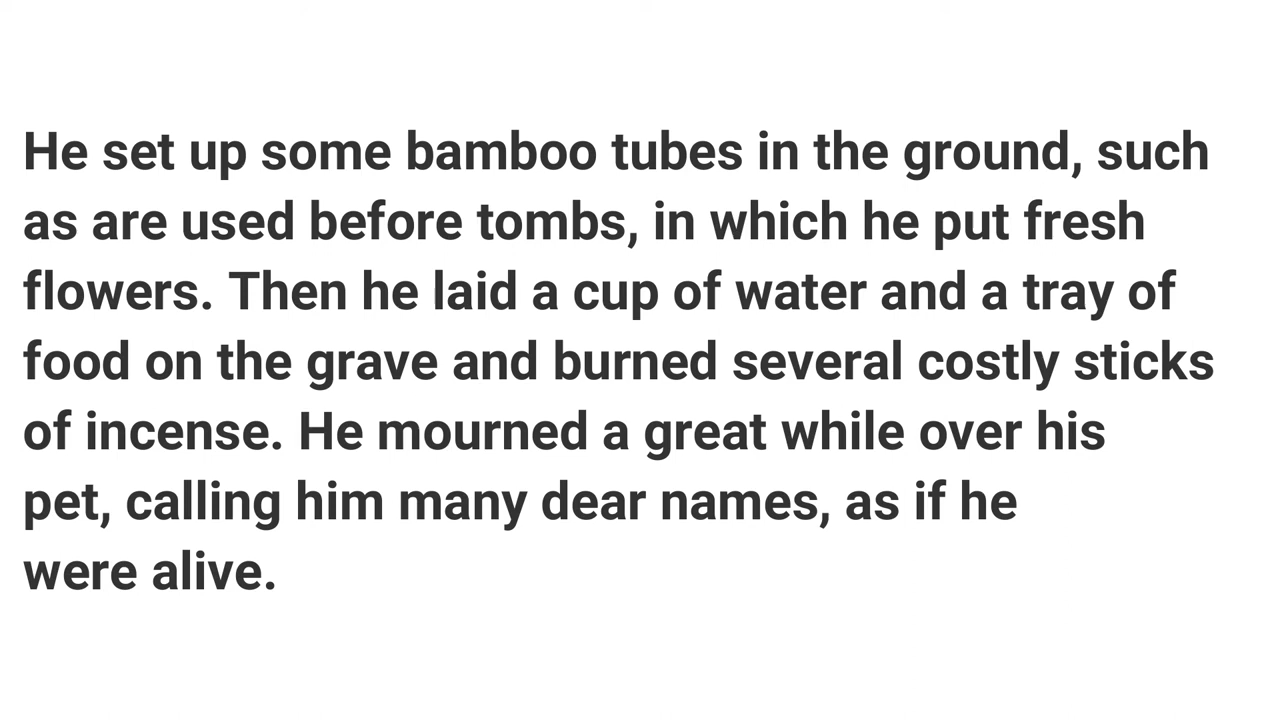 He set up some bamboo tubes in the ground, such
as are used before tombs, in which he put fresh
flowers. Then he laid a cup of water and a tray of
food on the grave and burned several costly sticks
of incense. He mourned a great while over his
pet, calling him many dear names, as if he
were alive.